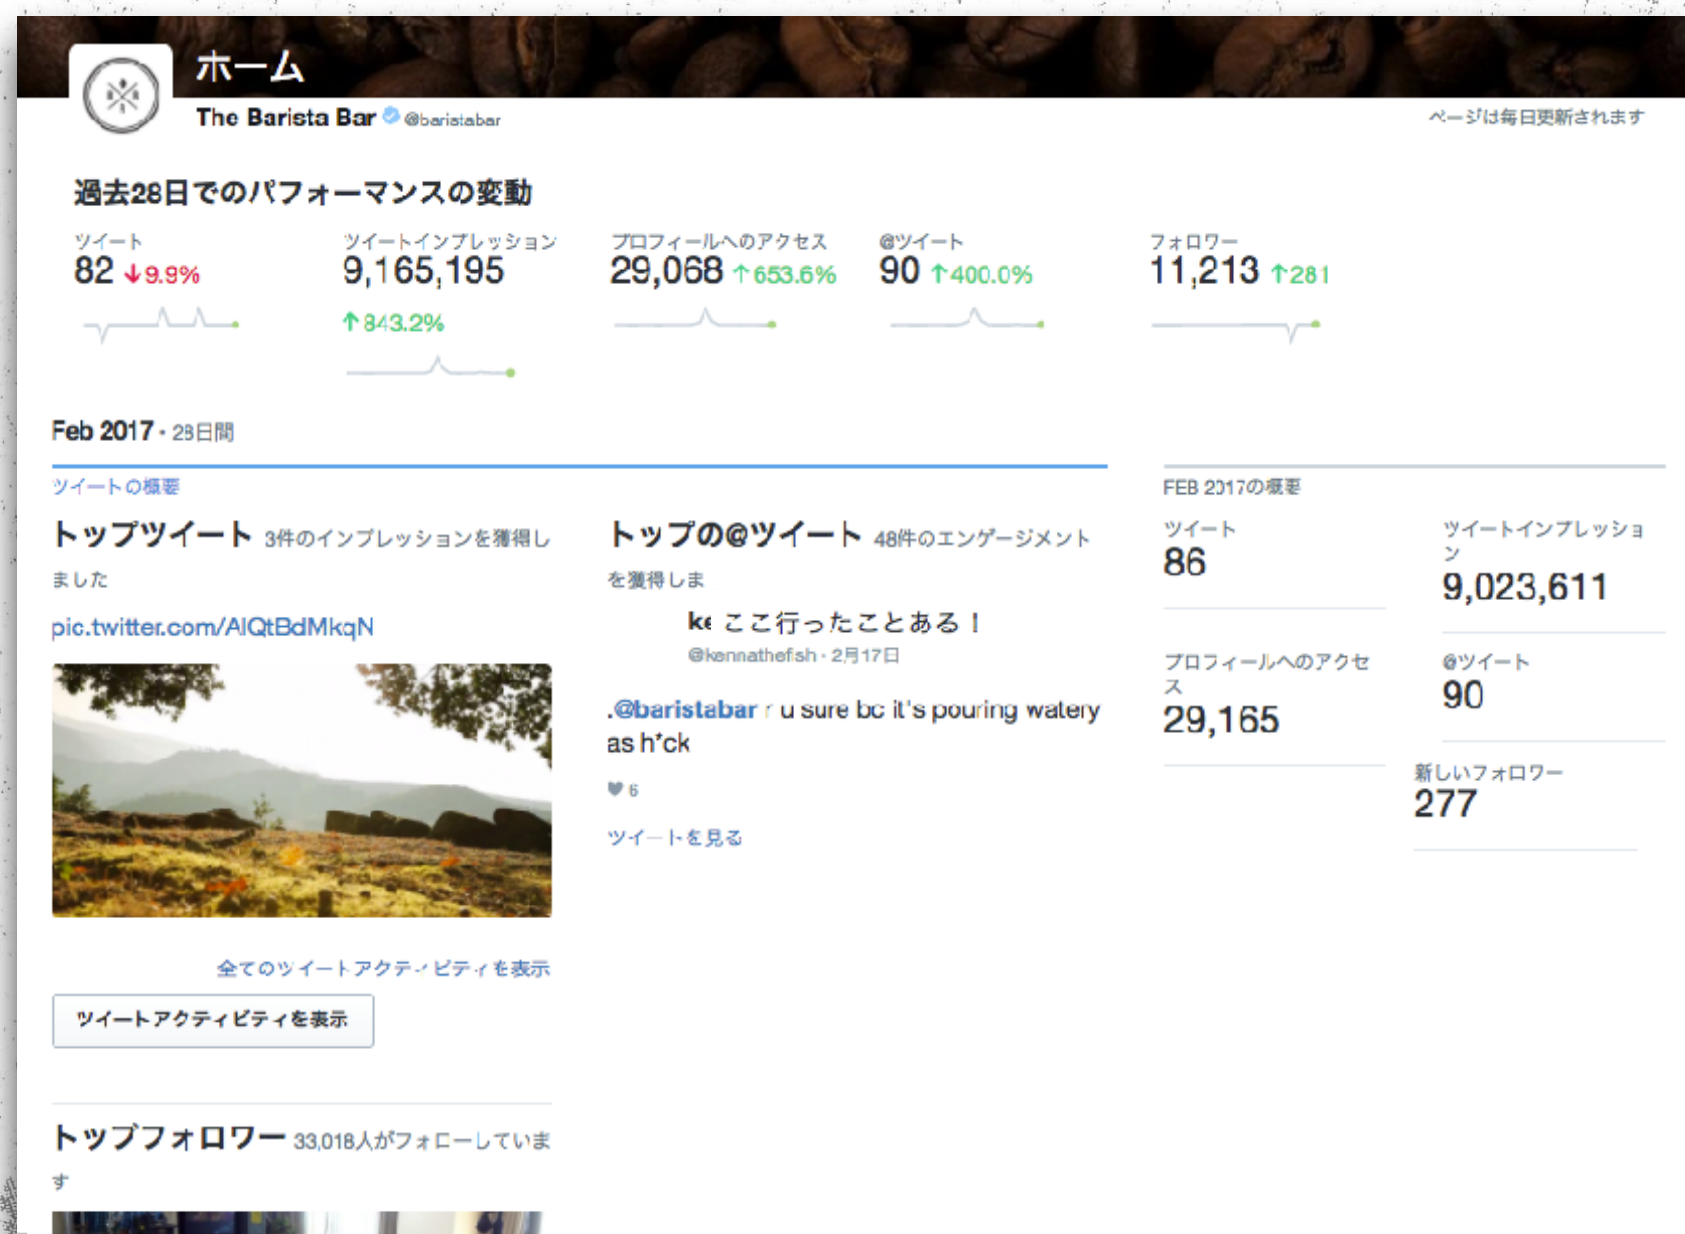 ホーム
The Barista Bar @baristabar
ページは毎日更新されます
過去28日でのパフォーマンスの変動
ツイート
82 ↓9.9%
ツイートインプレッション
9,165,195
↑843.2%
プロフィールへのアクセス
29,068 ↑653.6%
@ツイート
90 ↑400.0%
フォロワー
11,213 ↑281
Feb 2017 · 28日間
ツイートの概要
トップツイート 3件のインプレッションを獲得し
ました
pic.twitter.com/AlQtBdMkqN
全てのツイートアクティビティを表示
ツイートアクティビティを表示
トップフォロワー 33,018人がフォローしていま
す
トップの@ツイート 48件のエンゲージメント
を獲得しま
ke ここ行ったことある！
@kennathefish · 2月17日
.@baristabar r u sure bc it's pouring watery
as h*ck
6
ツイートを見る
FEB 2017の概要
ツイート
86
ツイートインプレッショ
ン
9,023,611
プロフィールへのアクセ
ス
29,165
@ツイート
90
新しいフォロワー
277